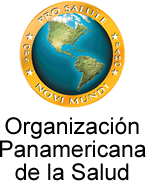 PRO SALUTE
NOVI MUNDI
Organización
Panamericana
de la Salud